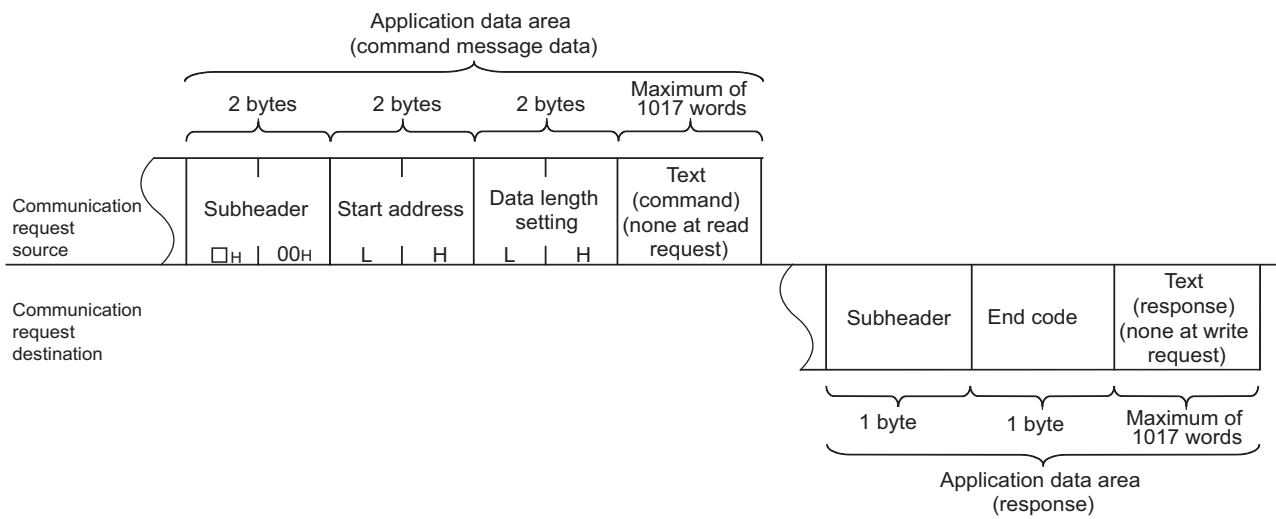 Application data area
(command message data)
2 bytes 2 bytes 2 bytes Maximum of
1017 words
Communication
request
source
Subheader
□H 00H
Start address
L H
Data length
setting
L H
Text
(command)
(none at read
request)
Communication
request
destination
Subheader
End code
Text
(response)
(none at write
request)
1 byte 1 byte Maximum of
1017 words
Application data area
(response)